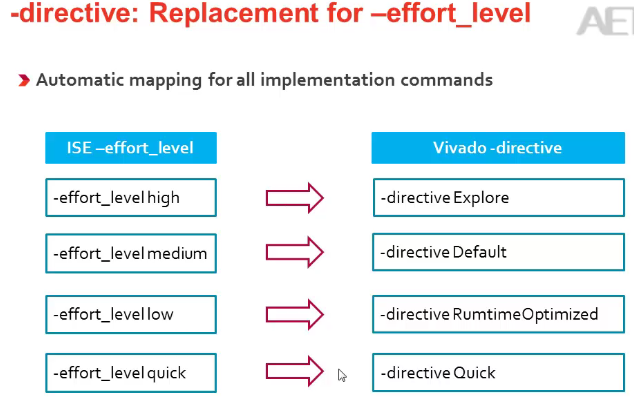 -directive: Replacement for –effort_level
Automatic mapping for all implementation commands
ISE –effort_level
Vivado -directive
-effort_level high
-directive Explore
-effort_level medium
-directive Default
-effort_level low
-directive RumtimeOptimized
-effort_level quick
-directive Quick